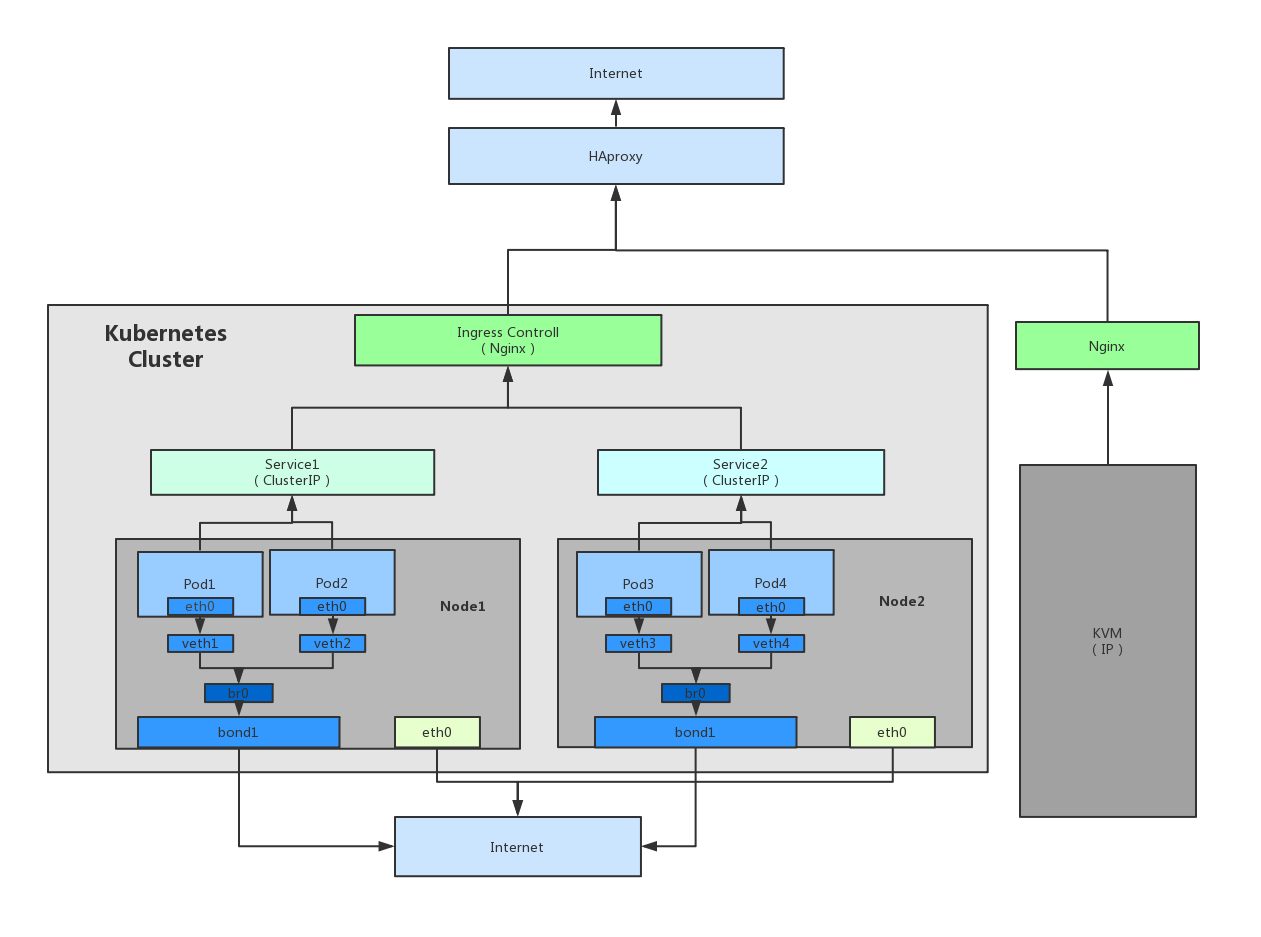 Internet
HAproxy
Kubernetes
Cluster
Ingress Controll
( Nginx )
Nginx
Service1
( ClusterIP )
Service2
( ClusterIP )
Pod1
eth0
Pod2
eth0
Node1
veth1
veth2
br0
bond1
eth0
Pod3
eth0
Pod4
eth0
Node2
veth3
veth4
br0
bond1
eth0
KVM
( IP )
Internet